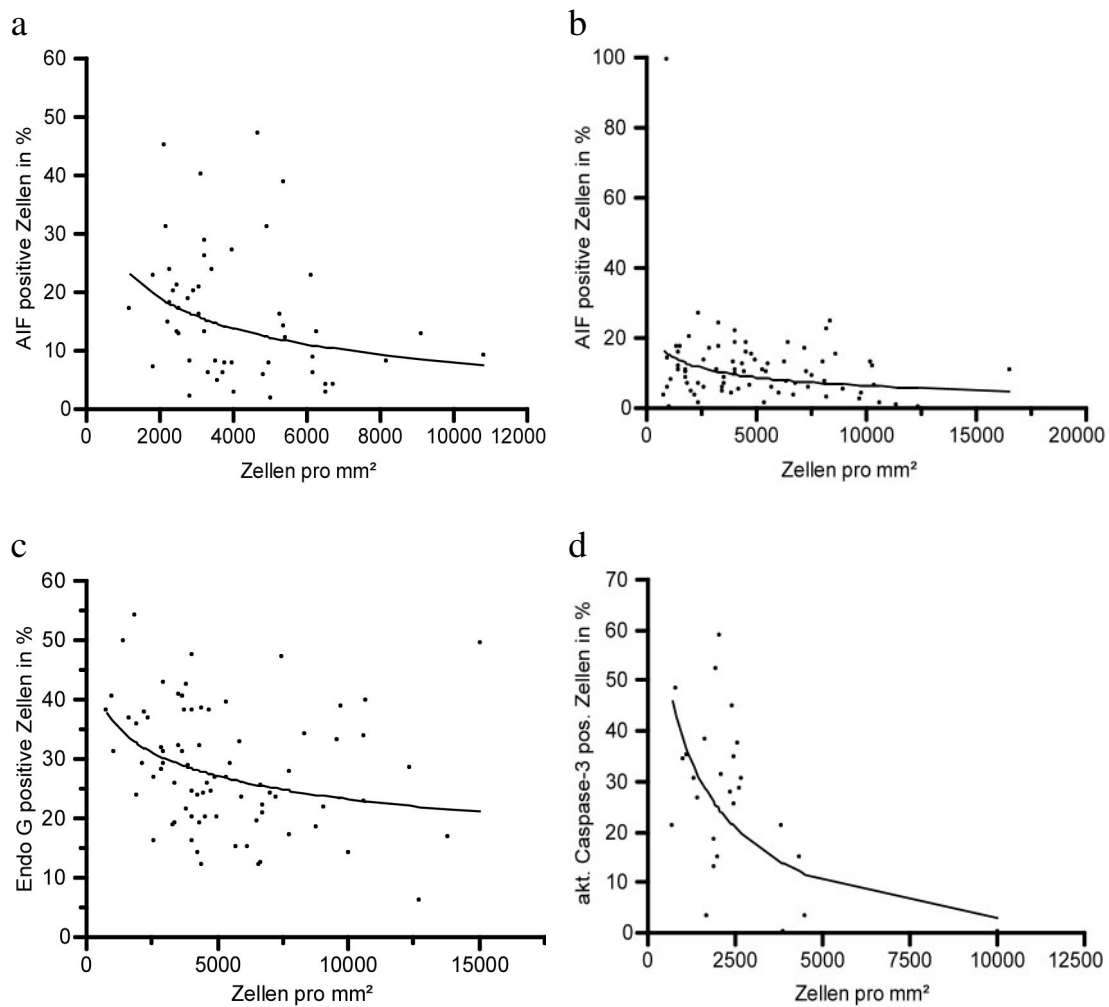 a
60
50
40
30
20
10
0
AIF positive Zellen in %
0 2000 4000 6000 8000 10000 12000
Zellen pro mm²
b
100
80
60
40
20
0
AIF positive Zellen in %
0 5000 10000 15000 20000
Zellen pro mm²
c
60
50
40
30
20
10
0
Endo G positive Zellen in %
0 5000 10000 15000
Zellen pro mm²
d
70
60
50
40
30
20
10
0
akt. Caspase-3 pos. Zellen in %
0 2500 5000 7500 10000 12500
Zellen pro mm²